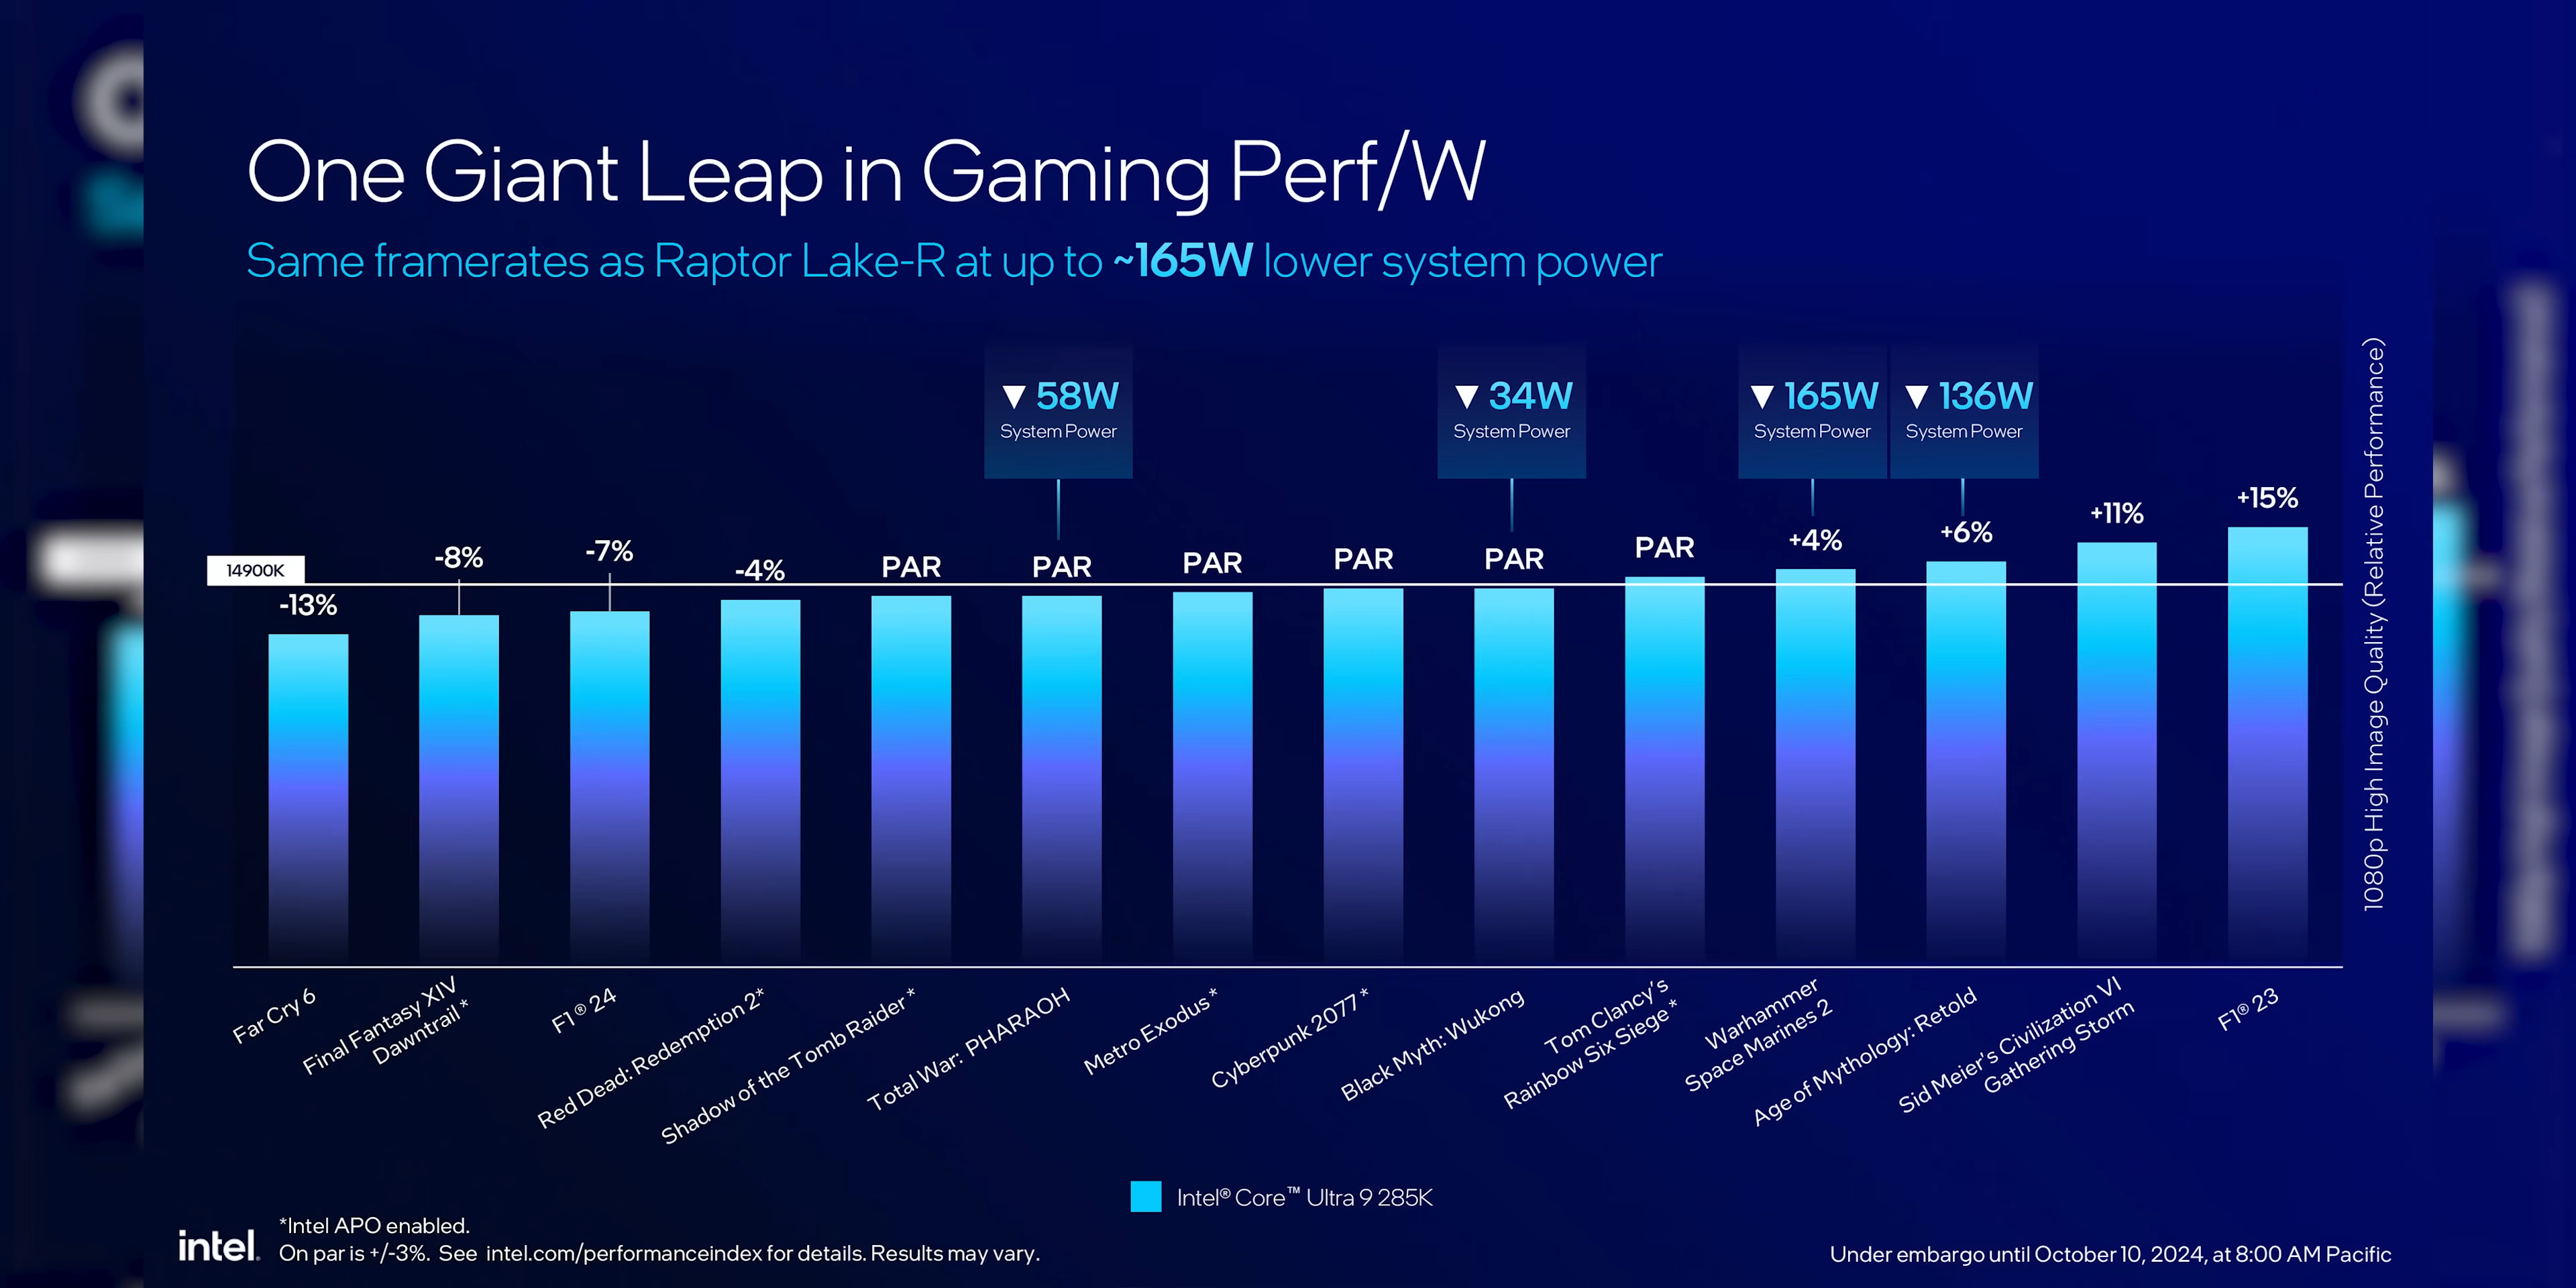 One Giant Leap in Gaming Perf/W
Same framerates as Raptor Lake-R at up to ~165W lower system power
▼ 58W
System Power
▼ 34W
System Power
▼ 165W
System Power
▼ 136W
System Power
14900K
-13%
-8%
-7%
-4%
PAR
PAR
PAR
PAR
PAR
PAR
+4%
+6%
+11%
+15%
1080p High Image Quality (Relative Performance)
Far Cry 6
Final Fantasy XIV
Dawntrail *
F1® 24
Red Dead: Redemption 2*
Shadow of the Tomb Raider *
Total War: PHARAOH
Metro Exodus *
Cyberpunk 2077 *
Black Myth: Wukong
Tom Clancy's
Rainbow Six Siege *
Warhammer
Space Marines 2
Age of Mythology: Retold
Sid Meier's Civilization VI
Gathering Storm
F1® 23
Intel® Core™ Ultra 9 285K
intel.
*Intel APO enabled.
On par is +/-3%. See intel.com/performanceindex for details. Results may vary.
Under embargo until October 10, 2024, at 8:00 AM Pacific